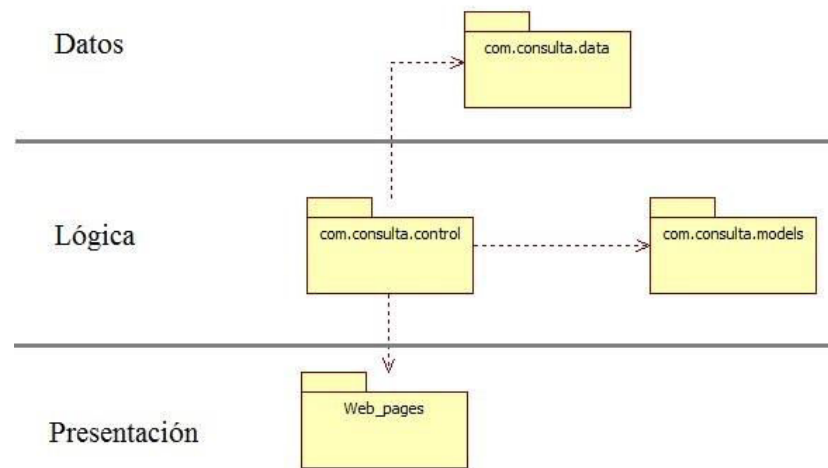 Datos
com.consulta.data
Lógica
com.consulta.control
com.consulta.models
Presentación
Web_pages